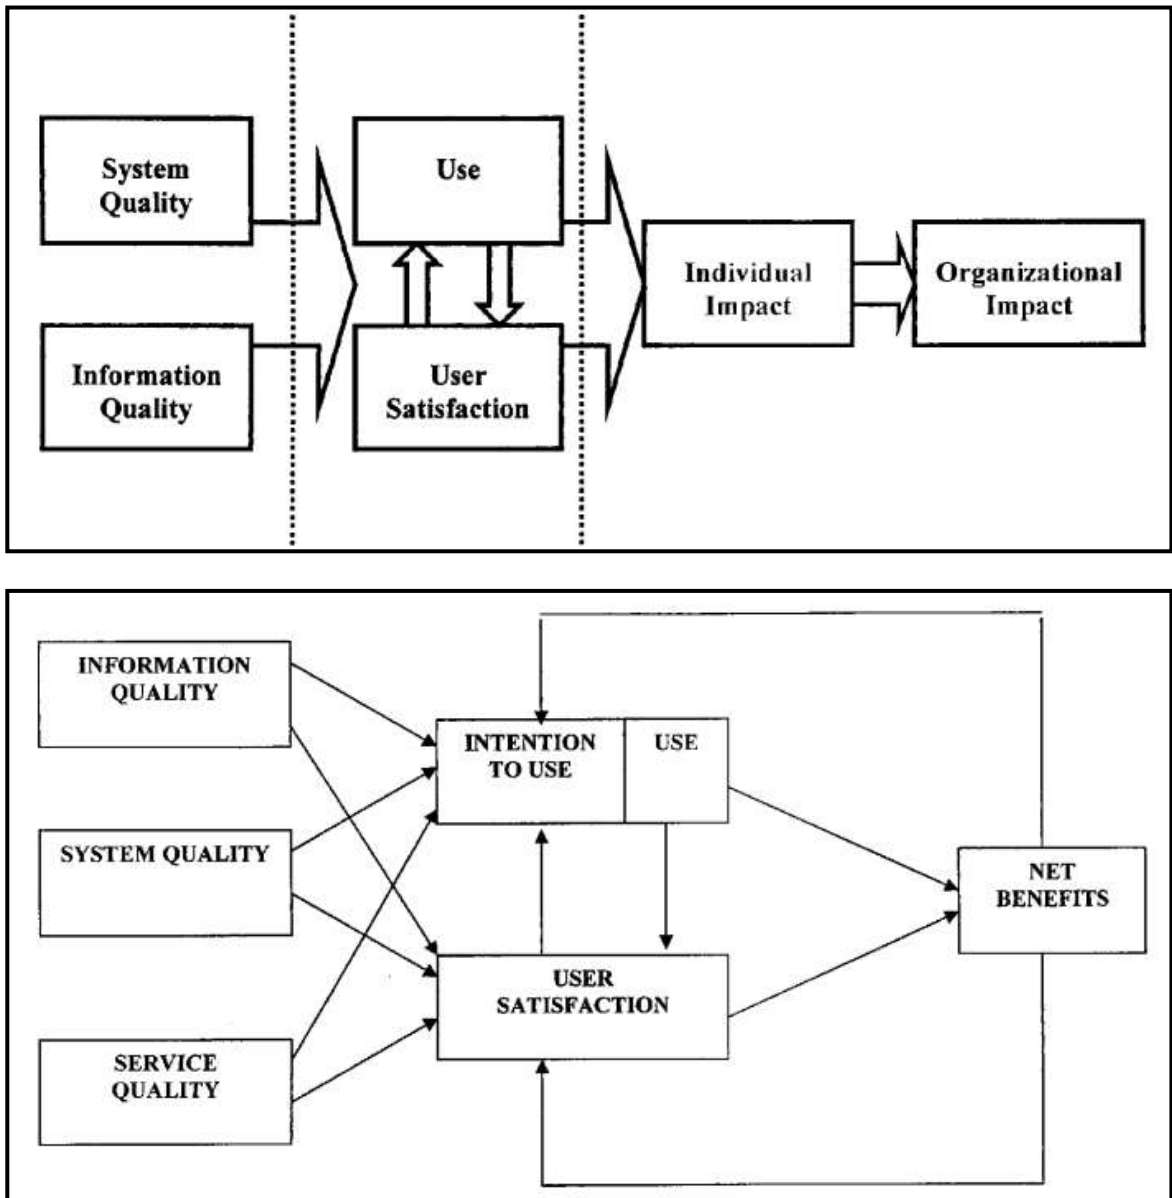 System
Quality
Use
Information
Quality
User
Satisfaction
Individual
Impact
Organizational
Impact
INFORMATION
QUALITY
SYSTEM QUALITY
SERVICE
QUALITY
INTENTION
TO USE
USE
USER
SATISFACTION
NET
BENEFITS